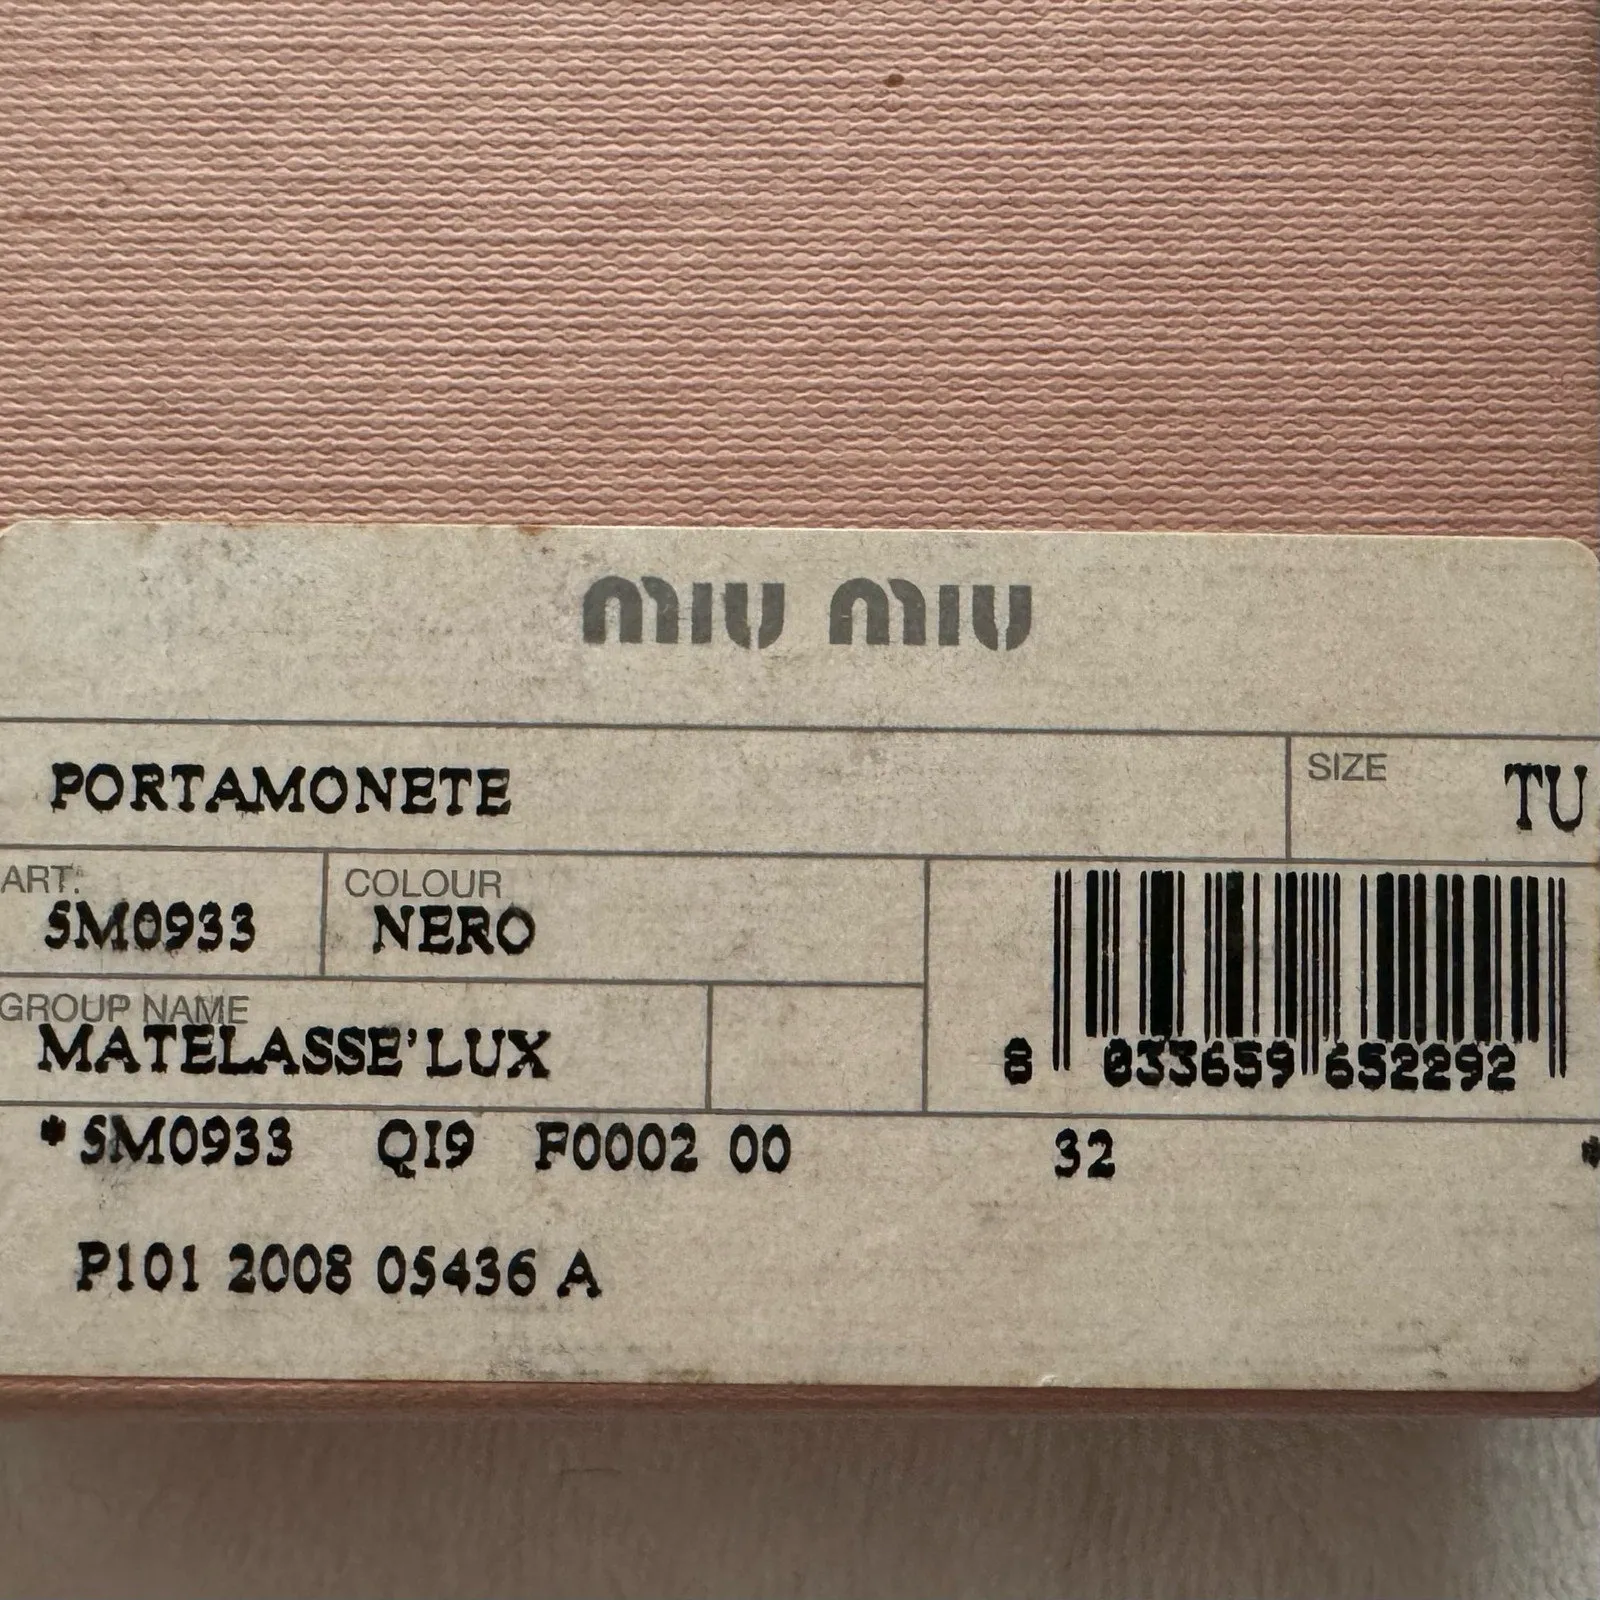 miu miu
PORTAMONETE
SIZE TU
ART. COLOUR
5M0933 NERO
GROUP NAME
MATELASSE'LUX
8 033659 652292
*5M0933 QI9 F0002 00 32 *
P101 2008 05436 A